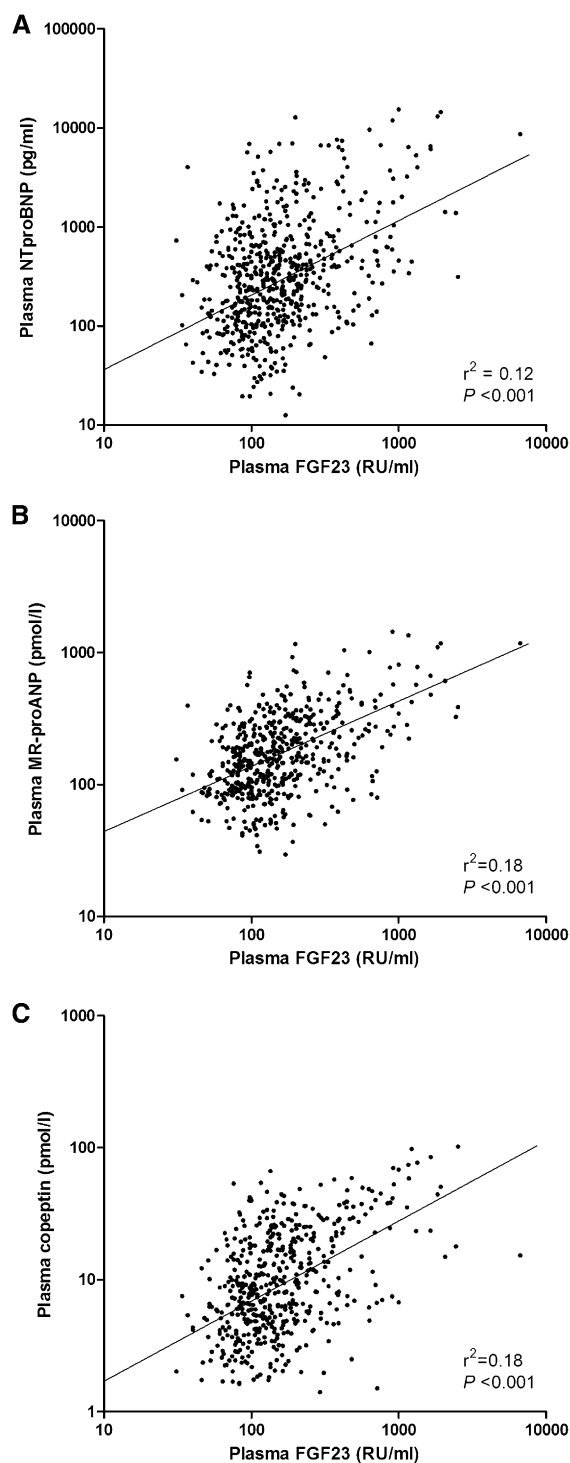 A
100000
10000
1000
100
10
Plasma NTproBNP (pg/ml)
r² = 0.12
P <0.001
10 100 1000 10000
Plasma FGF23 (RU/ml)
B
10000
1000
100
10
Plasma MR-proANP (pmol/l)
r²=0.18
P <0.001
10 100 1000 10000
Plasma FGF23 (RU/ml)
C
1000
100
10
1
Plasma copeptin (pmol/l)
r²=0.18
P <0.001
10 100 1000 10000
Plasma FGF23 (RU/ml)